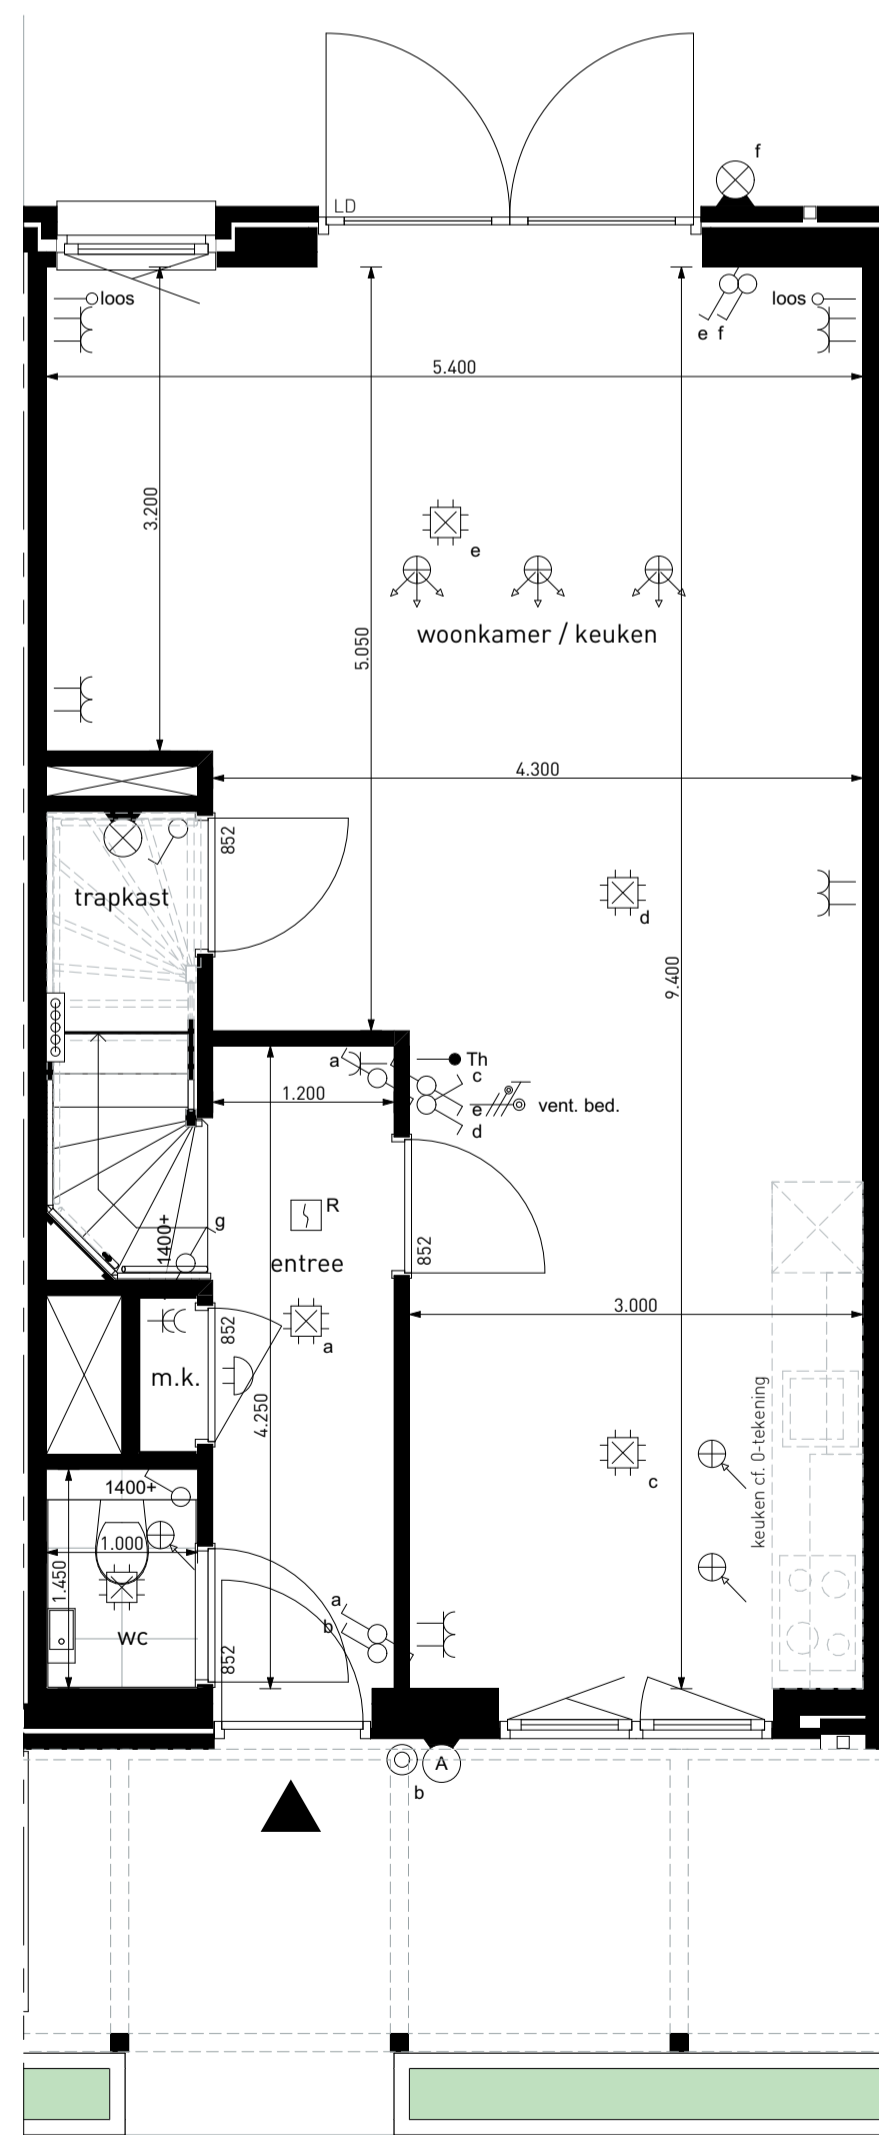 f
LD
loos
loos
e f
5.400
3.200
e
5.050
woonkamer / keuken
4.300
852
trapkast
d
9.400
a
Th
c
1.200
e
vent. bed.
d
R
g
1400+
entree
852
3.000
852
a
m.k.
4.250
keuken cf. 0-tekening
c
1400+
1.000
1.450
a
b
wc
852
A
b